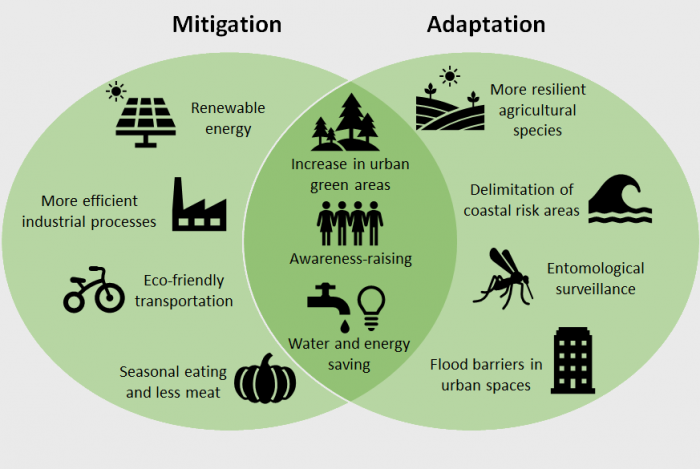 Mitigation
Adaptation
Renewable
energy
More efficient
industrial processes
Eco-friendly
transportation
Seasonal eating
and less meat
Increase in urban
green areas
Awareness-raising
Water and energy
saving
More resilient
agricultural
species
Delimitation of
coastal risk areas
Entomological
surveillance
Flood barriers in
urban spaces